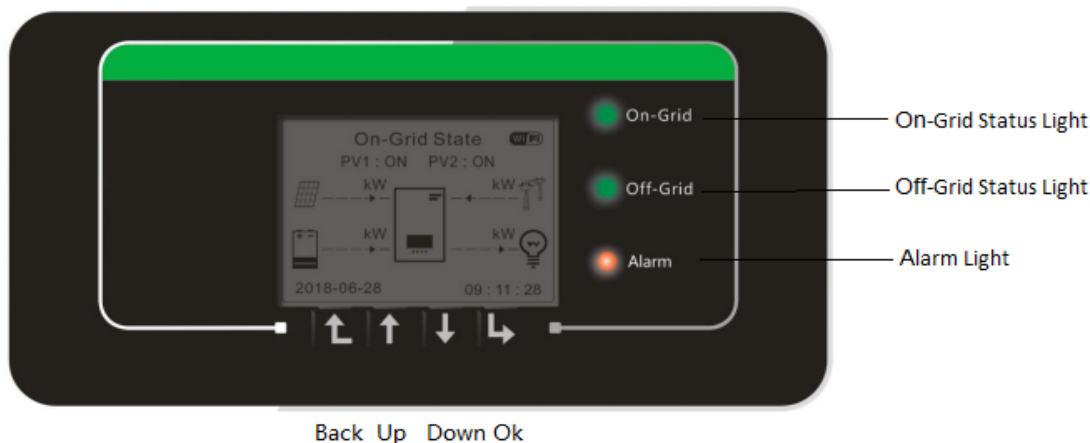 On-Grid State WiFi
PV1 : ON PV2 : ON
kW kW
kW kW
2018-06-28 09 : 11 : 28
On-Grid
Off-Grid
Alarm
On-Grid Status Light
Off-Grid Status Light
Alarm Light
Back Up Down Ok